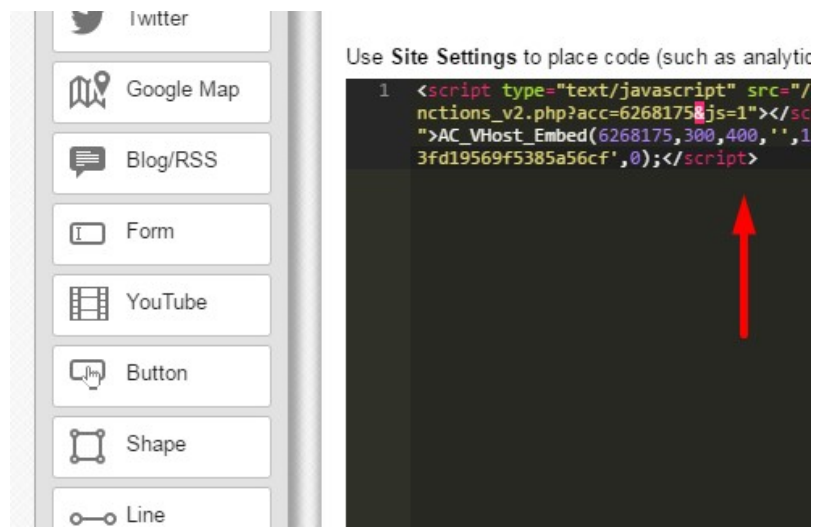 Twitter
Google Map
Blog/RSS
Form
YouTube
Button
Shape
Line
Use Site Settings to place code (such as analytic
1 <script type="text/javascript" src="/
nctions_v2.php?acc=6268175&js=1"></sc
">AC_VHost_Embed(6268175,300,400,'',1
3fd19569f5385a56cf',0);</script>